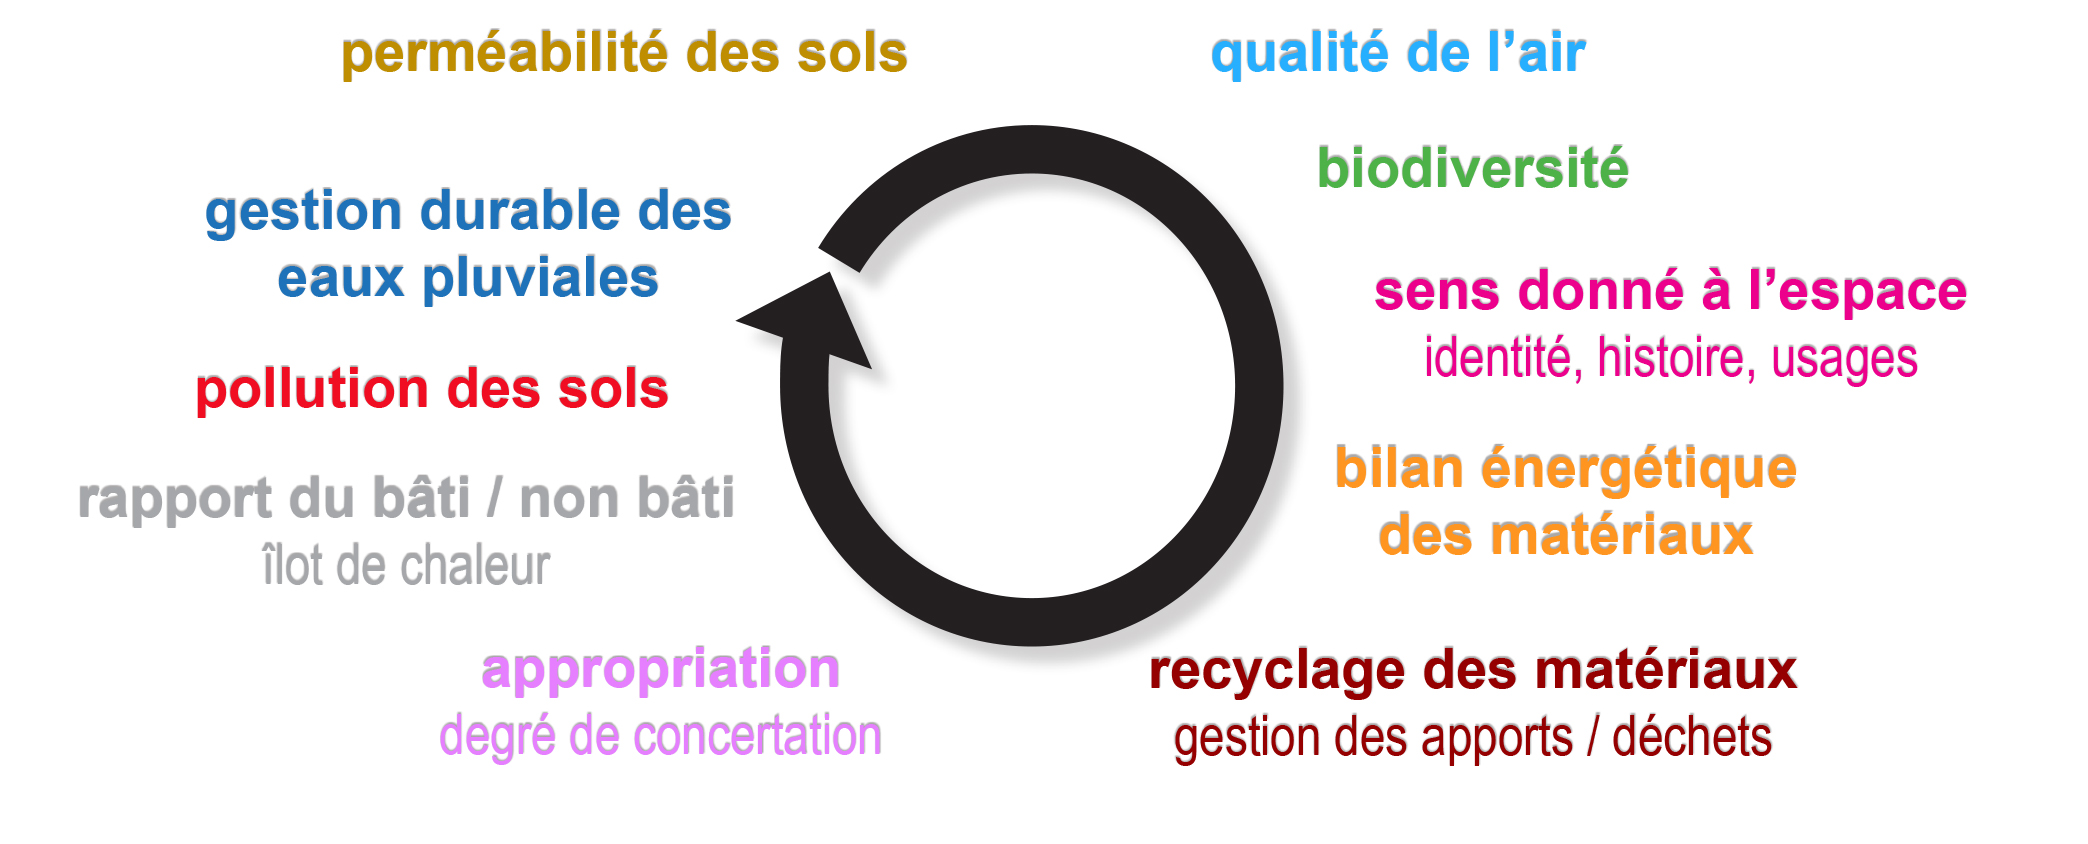 perméabilité des sols
qualité de l’air
biodiversité
gestion durable des
eaux pluviales
sens donné à l’espace
identité, histoire, usages
pollution des sols
bilan énergétique
des matériaux
rapport du bâti / non bâti
îlot de chaleur
appropriation
degré de concertation
recyclage des matériaux
gestion des apports / déchets